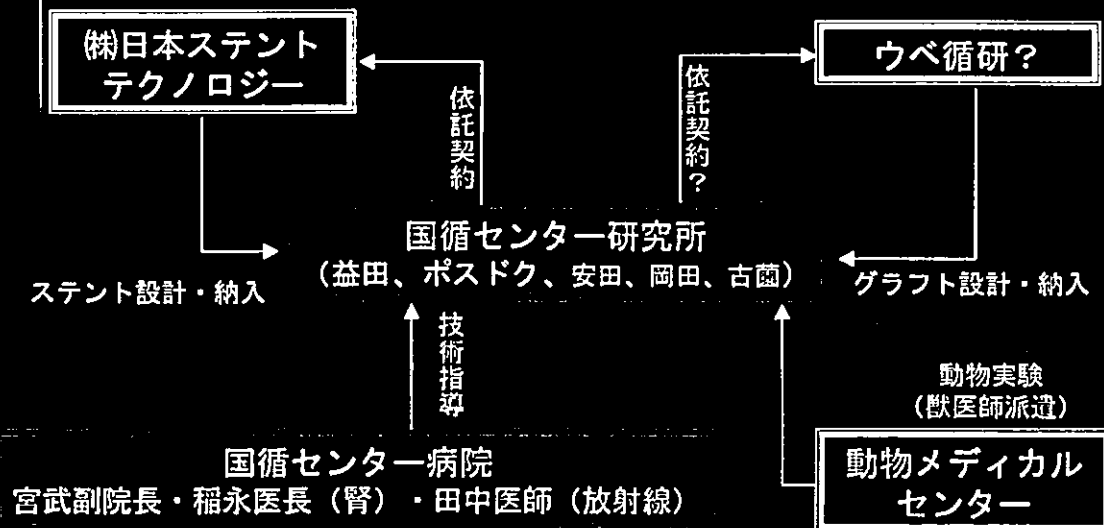 ㈱日本ステント
テクノロジー
ウベ循研？
依託契約
依託契約？
国循センター研究所
（益田、ポスドク、安田、岡田、古薗）
ステント設計・納入
グラフト設計・納入
技術指導
動物実験
（獣医師派遣）
国循センター病院
宮武副院長・稲永医長（腎）・田中医師（放射線）
動物メディカル
センター